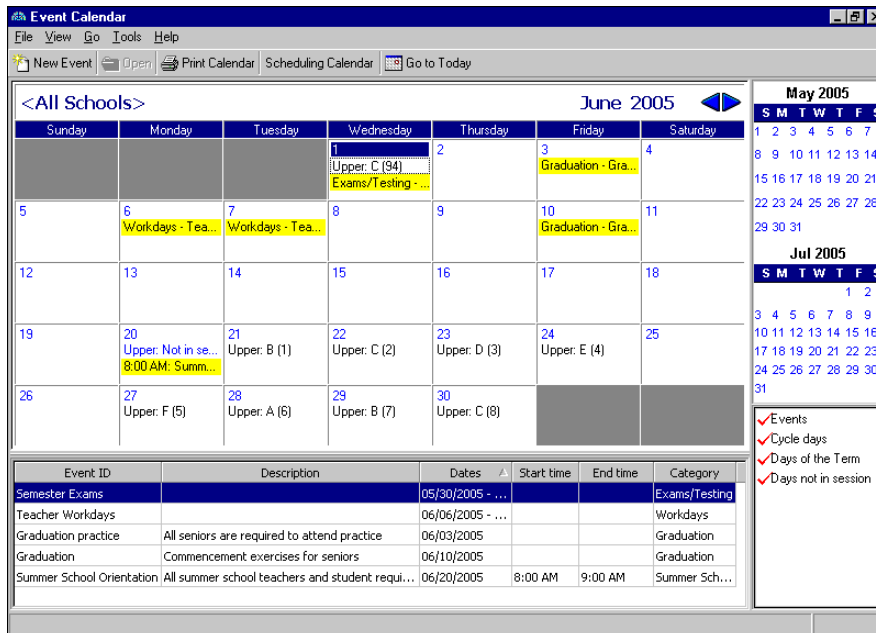 Event Calendar
File View Go Tools Help
New Event Open Print Calendar Scheduling Calendar Go to Today
<All Schools> June 2005
Sunday Monday Tuesday Wednesday Thursday Friday Saturday
1 2 3 4
Upper: C (94) Graduation - Gra...
Exams/Testing - ...
5 6 7 8 9 10 11
Workdays - Tea... Workdays - Tea... Graduation - Gra...
12 13 14 15 16 17 18
19 20 21 22 23 24 25
Upper: Not in se... Upper: B (1) Upper: C (2) Upper: D (3) Upper: E (4)
8:00 AM: Summ...
26 27 28 29 30
Upper: F (5) Upper: A (6) Upper: B (7) Upper: C (8)
May 2005
S M T W T F S
1 2 3 4 5 6 7
8 9 10 11 12 13 14
15 16 17 18 19 20 21
22 23 24 25 26 27 28
29 30 31
Jul 2005
S M T W T F S
1 2
3 4 5 6 7 8 9
10 11 12 13 14 15 16
17 18 19 20 21 22 23
24 25 26 27 28 29 30
31
Events
Cycle days
Days of the Term
Days not in session
Event ID Description Dates Start time End time Category
Semester Exams 05/30/2005 - ... Exams/Testing
Teacher Workdays 06/06/2005 - ... Workdays
Graduation practice All seniors are required to attend practice 06/03/2005 Graduation
Graduation Commencement exercises for seniors 06/10/2005 Graduation
Summer School Orientation All summer school teachers and student requi... 06/20/2005 8:00 AM 9:00 AM Summer Sch...